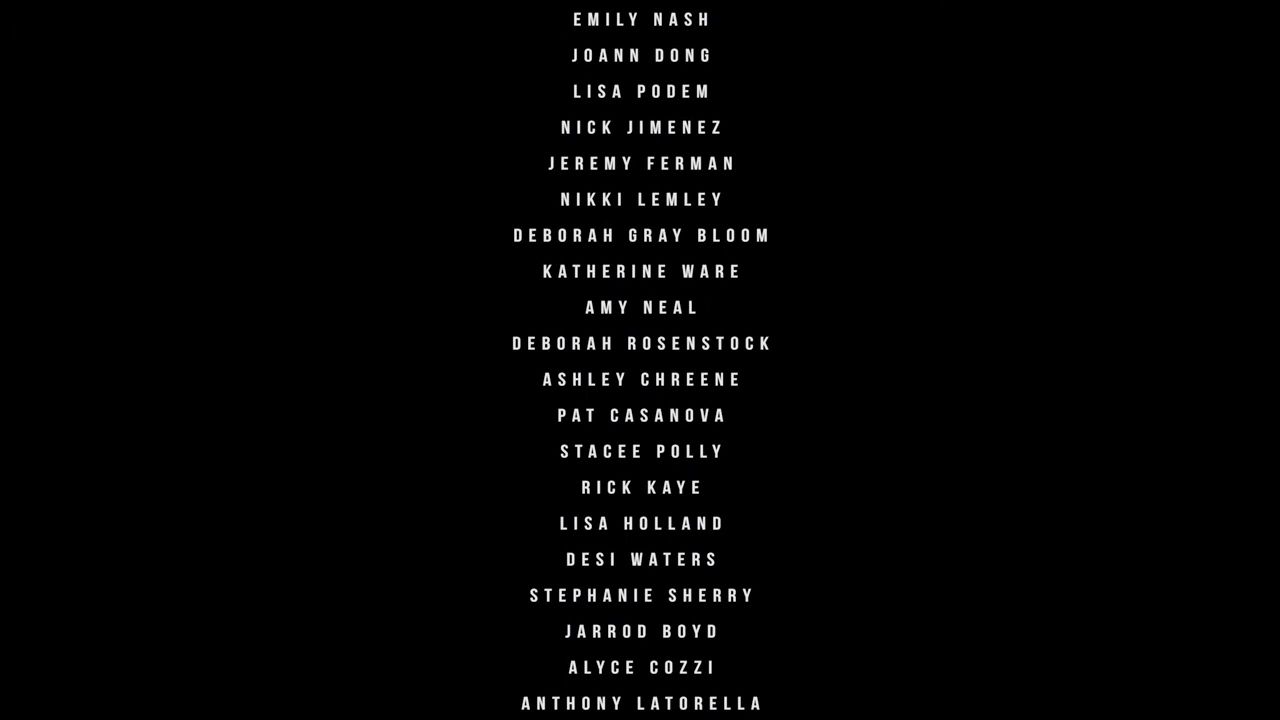 EMILY NASH
JOANN DONG
LISA PODEM
NICK JIMENEZ
JEREMY FERMAN
NIKKI LEMLEY
DEBORAH GRAY BLOOM
KATHERINE WARE
AMY NEAL
DEBORAH ROSENSTOCK
ASHLEY CHREENE
PAT CASANOVA
STACEE POLLY
RICK KAYE
LISA HOLLAND
DESI WATERS
STEPHANIE SHERRY
JARROD BOYD
ALYCE COZZI
ANTHONY LATORELLA